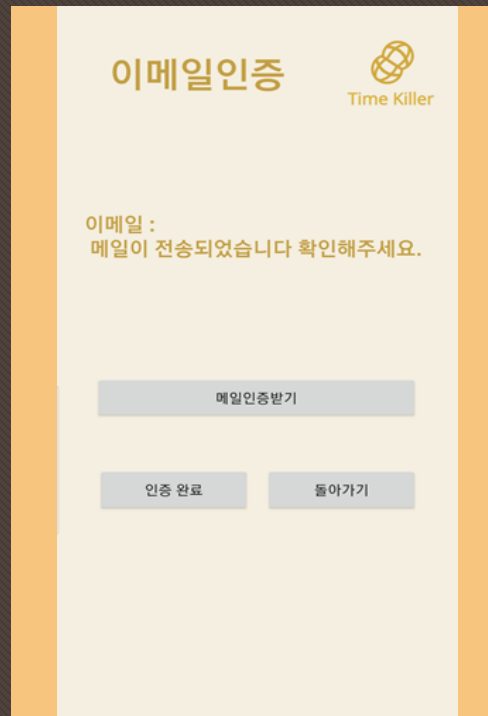 이메일인증
Time Killer
이메일 :
메일이 전송되었습니다 확인해주세요.
메일인증받기
인증 완료
돌아가기